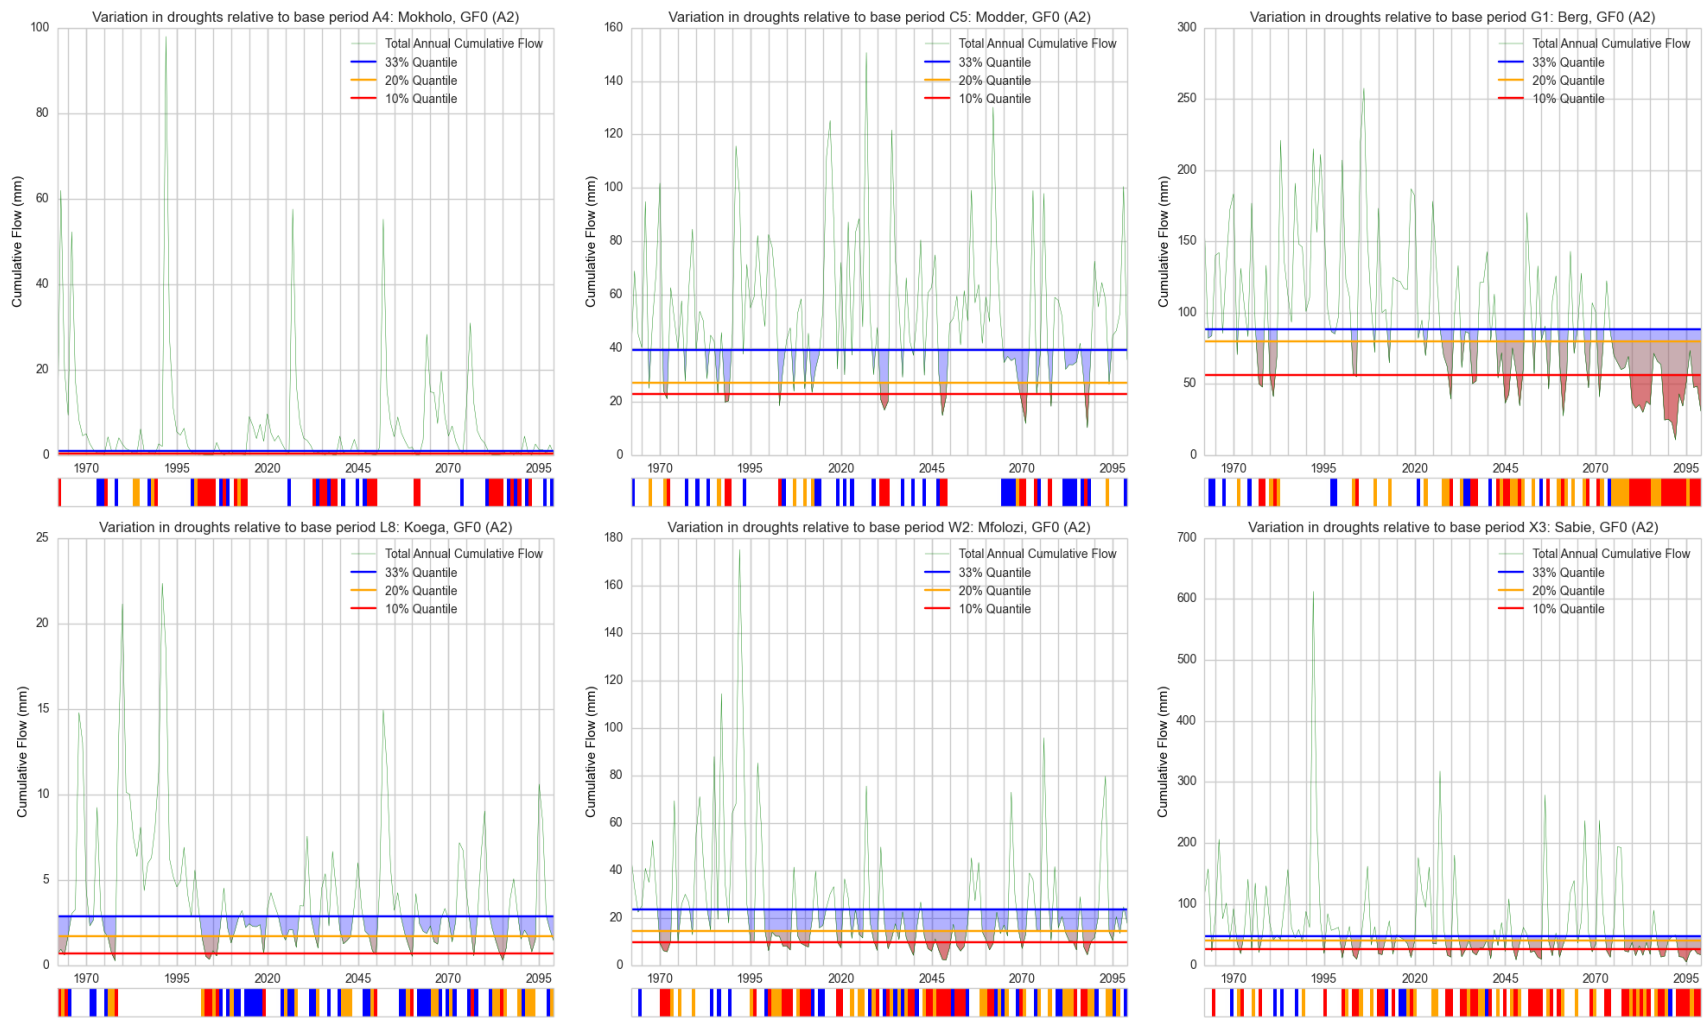 Variation in droughts relative to base period A4: Mokholo, GF0 (A2)
Total Annual Cumulative Flow
33% Quantile
20% Quantile
10% Quantile
Cumulative Flow (mm)
100
80
60
40
20
0
1970 1995 2020 2045 2070 2095
Variation in droughts relative to base period C5: Modder, GF0 (A2)
Total Annual Cumulative Flow
33% Quantile
20% Quantile
10% Quantile
Cumulative Flow (mm)
160
140
120
100
80
60
40
20
0
1970 1995 2020 2045 2070 2095
Variation in droughts relative to base period G1: Berg, GF0 (A2)
Total Annual Cumulative Flow
33% Quantile
20% Quantile
10% Quantile
Cumulative Flow (mm)
300
250
200
150
100
50
0
1970 1995 2020 2045 2070 2095
Variation in droughts relative to base period L8: Koega, GF0 (A2)
Total Annual Cumulative Flow
33% Quantile
20% Quantile
10% Quantile
Cumulative Flow (mm)
25
20
15
10
5
0
1970 1995 2020 2045 2070 2095
Variation in droughts relative to base period W2: Mfolozi, GF0 (A2)
Total Annual Cumulative Flow
33% Quantile
20% Quantile
10% Quantile
Cumulative Flow (mm)
180
160
140
120
100
80
60
40
20
0
1970 1995 2020 2045 2070 2095
Variation in droughts relative to base period X3: Sabie, GF0 (A2)
Total Annual Cumulative Flow
33% Quantile
20% Quantile
10% Quantile
Cumulative Flow (mm)
700
600
500
400
300
200
100
0
1970 1995 2020 2045 2070 2095